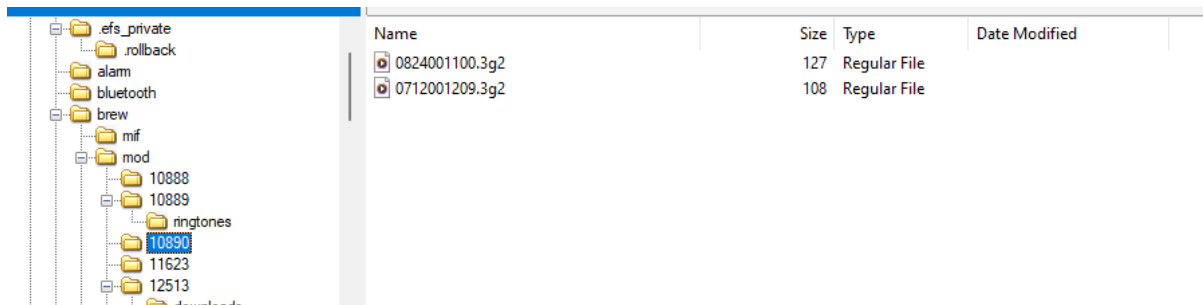 .efs_private
.rollback
alarm
bluetooth
brew
mif
mod
10888
10889
ringtones
10890
11623
12513
downloads
Name Size Type Date Modified
0824001100.3g2 127 Regular File
0712001209.3g2 108 Regular File